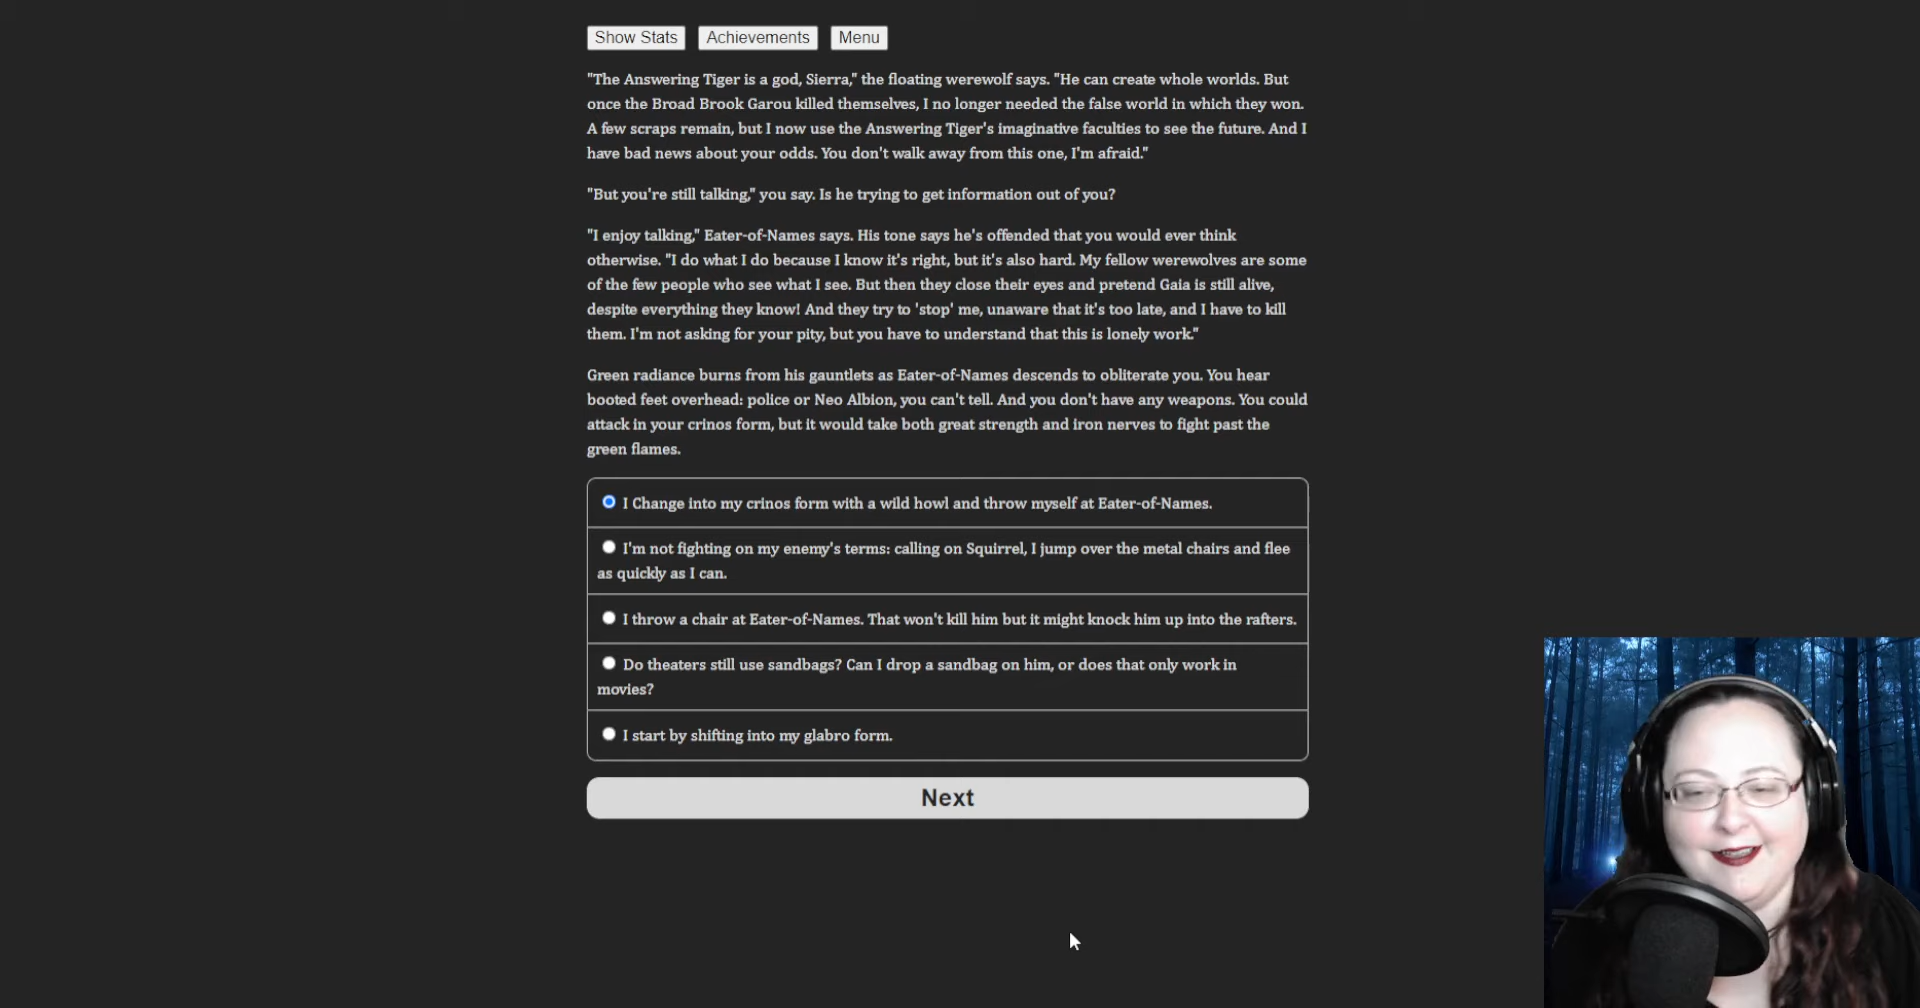 Show Stats Achievements Menu
"The Answering Tiger is a god, Sierra," the floating werewolf says. "He can create whole worlds. But
once the Broad Brook Garou killed themselves, I no longer needed the false world in which they won.
A few scraps remain, but I now use the Answering Tiger's imaginative faculties to see the future. And I
have bad news about your odds. You don't walk away from this one, I'm afraid."
"But you're still talking," you say. Is he trying to get information out of you?
"I enjoy talking," Eater-of-Names says. His tone says he's offended that you would ever think
otherwise. "I do what I do because I know it's right, but it's also hard. My fellow werewolves are some
of the few people who see what I see. But then they close their eyes and pretend Gaia is still alive,
despite everything they know! And they try to 'stop' me, unaware that it's too late, and I have to kill
them. I'm not asking for your pity, but you have to understand that this is lonely work."
Green radiance burns from his gauntlets as Eater-of-Names descends to obliterate you. You hear
booted feet overhead: police or Neo Albion, you can't tell. And you don't have any weapons. You could
attack in your crinos form, but it would take both great strength and iron nerves to fight past the
green flames.
I Change into my crinos form with a wild howl and throw myself at Eater-of-Names.
I'm not fighting on my enemy's terms: calling on Squirrel, I jump over the metal chairs and flee
as quickly as I can.
I throw a chair at Eater-of-Names. That won't kill him but it might knock him up into the rafters.
Do theaters still use sandbags? Can I drop a sandbag on him, or does that only work in
movies?
I start by shifting into my glabro form.
Next